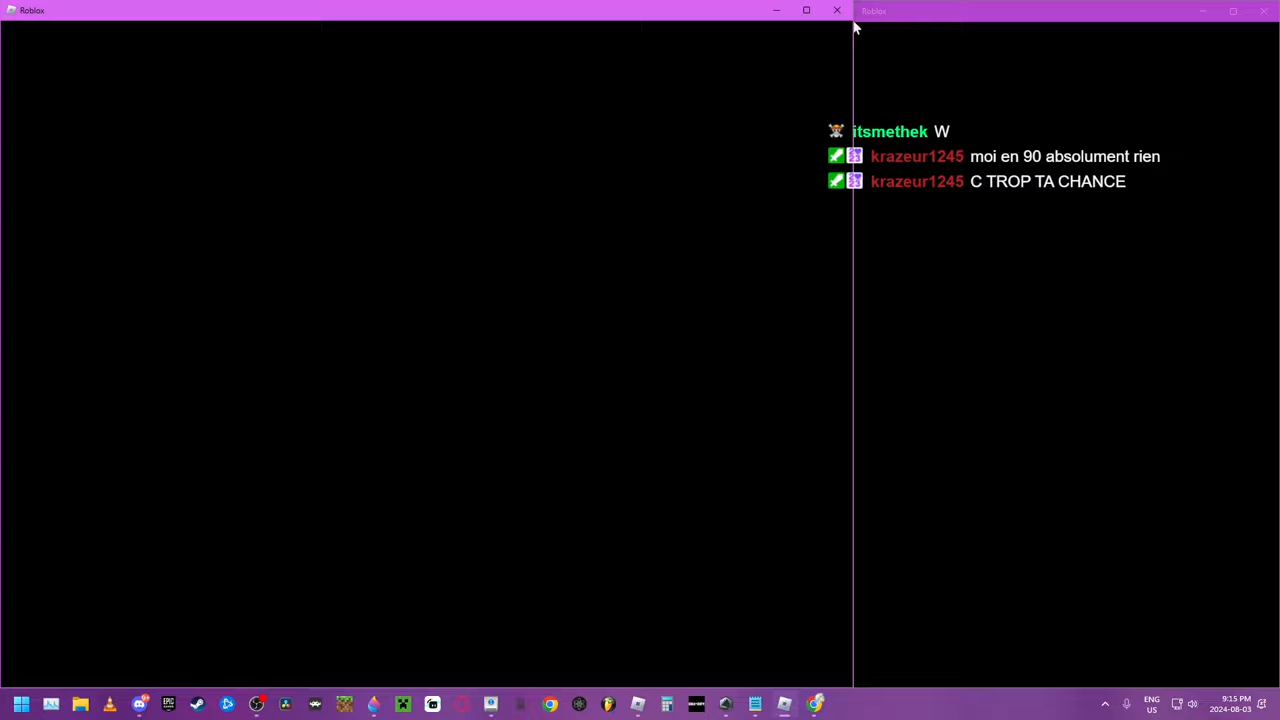 Roblox
Roblox
itsmethek W
krazeur1245 moi en 90 absolument rien
krazeur1245 C TROP TA CHANCE
ENG
US
9:15 PM
2024-08-03